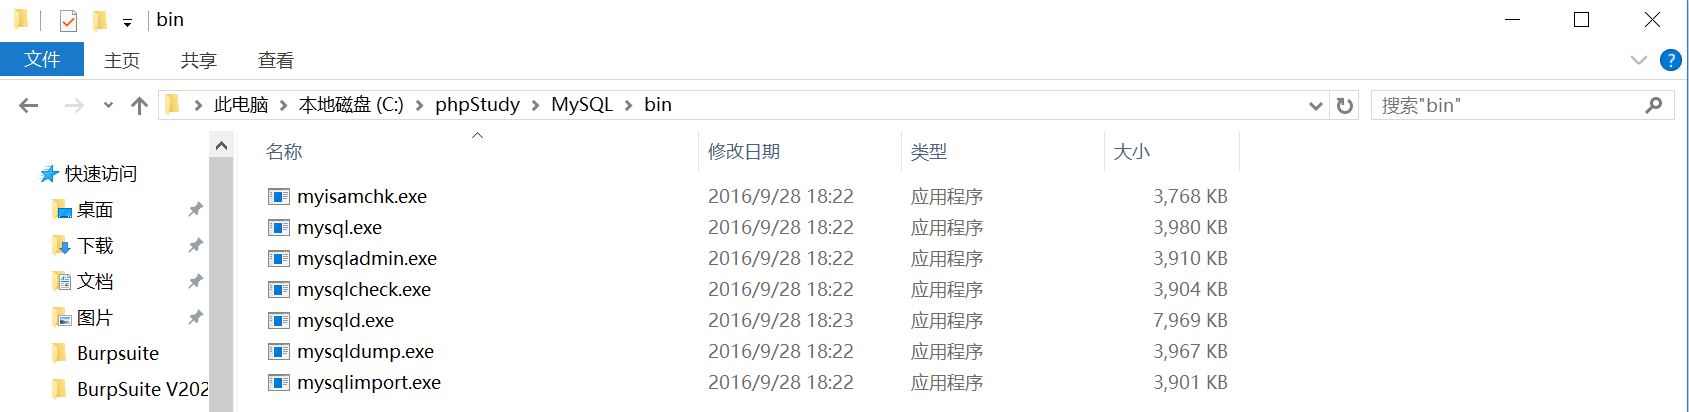 bin
文件 主页 共享 查看 ?
此电脑 本地磁盘 (C:) phpStudy MySQL bin 搜索"bin"
名称 修改日期 类型 大小
快速访问
桌面
下载
文档
图片
Burpsuite
BurpSuite V202
myisamchk.exe 2016/9/28 18:22 应用程序 3,768 KB
mysql.exe 2016/9/28 18:22 应用程序 3,980 KB
mysqladmin.exe 2016/9/28 18:22 应用程序 3,910 KB
mysqlcheck.exe 2016/9/28 18:22 应用程序 3,904 KB
mysqld.exe 2016/9/28 18:23 应用程序 7,969 KB
mysqldump.exe 2016/9/28 18:22 应用程序 3,967 KB
mysqlimport.exe 2016/9/28 18:22 应用程序 3,901 KB